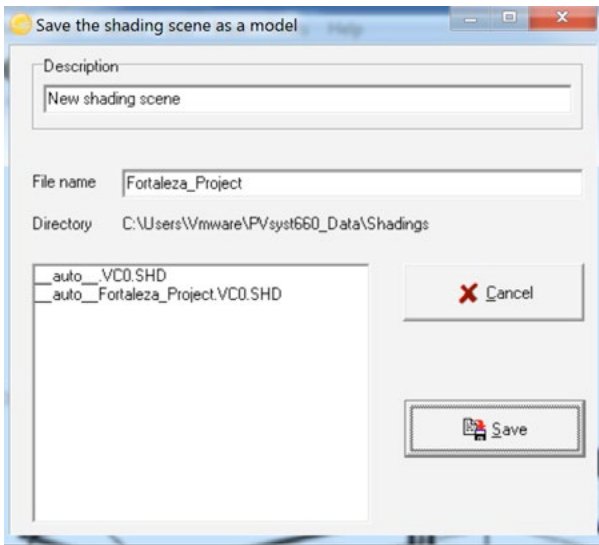 Save the shading scene as a model
Help
Description
New shading scene
File name Fortaleza_Project
Directory C:\Users\Vmware\PVsyst660_Data\Shadings
__auto__.VC0.SHD
__auto__Fortaleza_Project.VC0.SHD
Cancel
Save